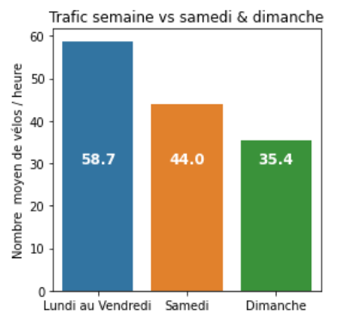 Trafic semaine vs samedi & dimanche
Nombre  moyen de vélos / heure
60
50
40
30
20
10
0
58.7
44.0
35.4
Lundi au Vendredi
Samedi
Dimanche